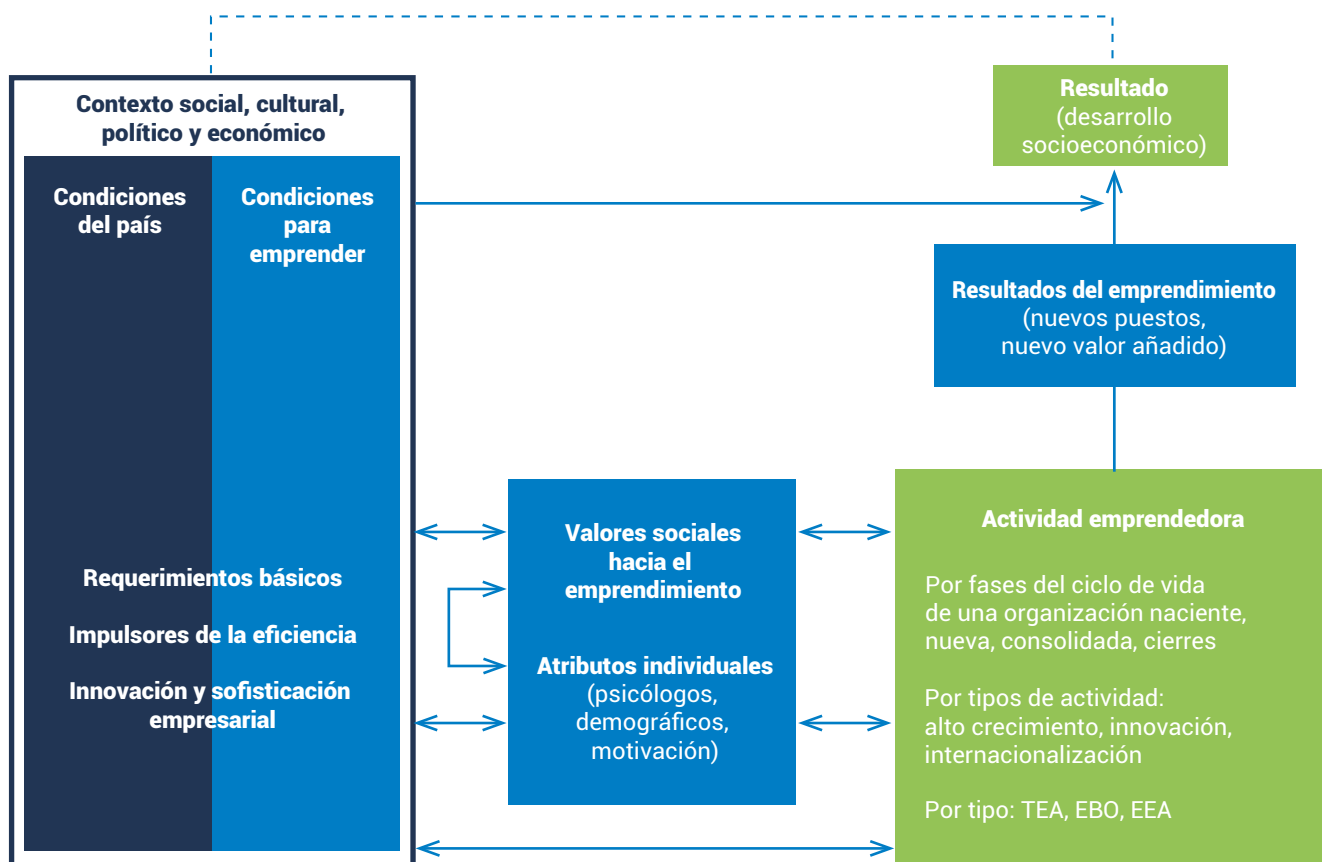 Contexto social, cultural,
político y económico
Condiciones
del país
Condiciones
para
emprender
Requerimientos básicos
Impulsores de la eficiencia
Innovación y sofisticación
empresarial
Valores sociales
hacia el
emprendimiento
Atributos individuales
(psicólogos,
demográficos,
motivación)
Resultado
(desarrollo
socioeconómico)
Resultados del emprendimiento
(nuevos puestos,
nuevo valor añadido)
Actividad emprendedora
Por fases del ciclo de vida
de una organización naciente,
nueva, consolidada, cierres
Por tipos de actividad:
alto crecimiento, innovación,
internacionalización
Por tipo: TEA, EBO, EEA